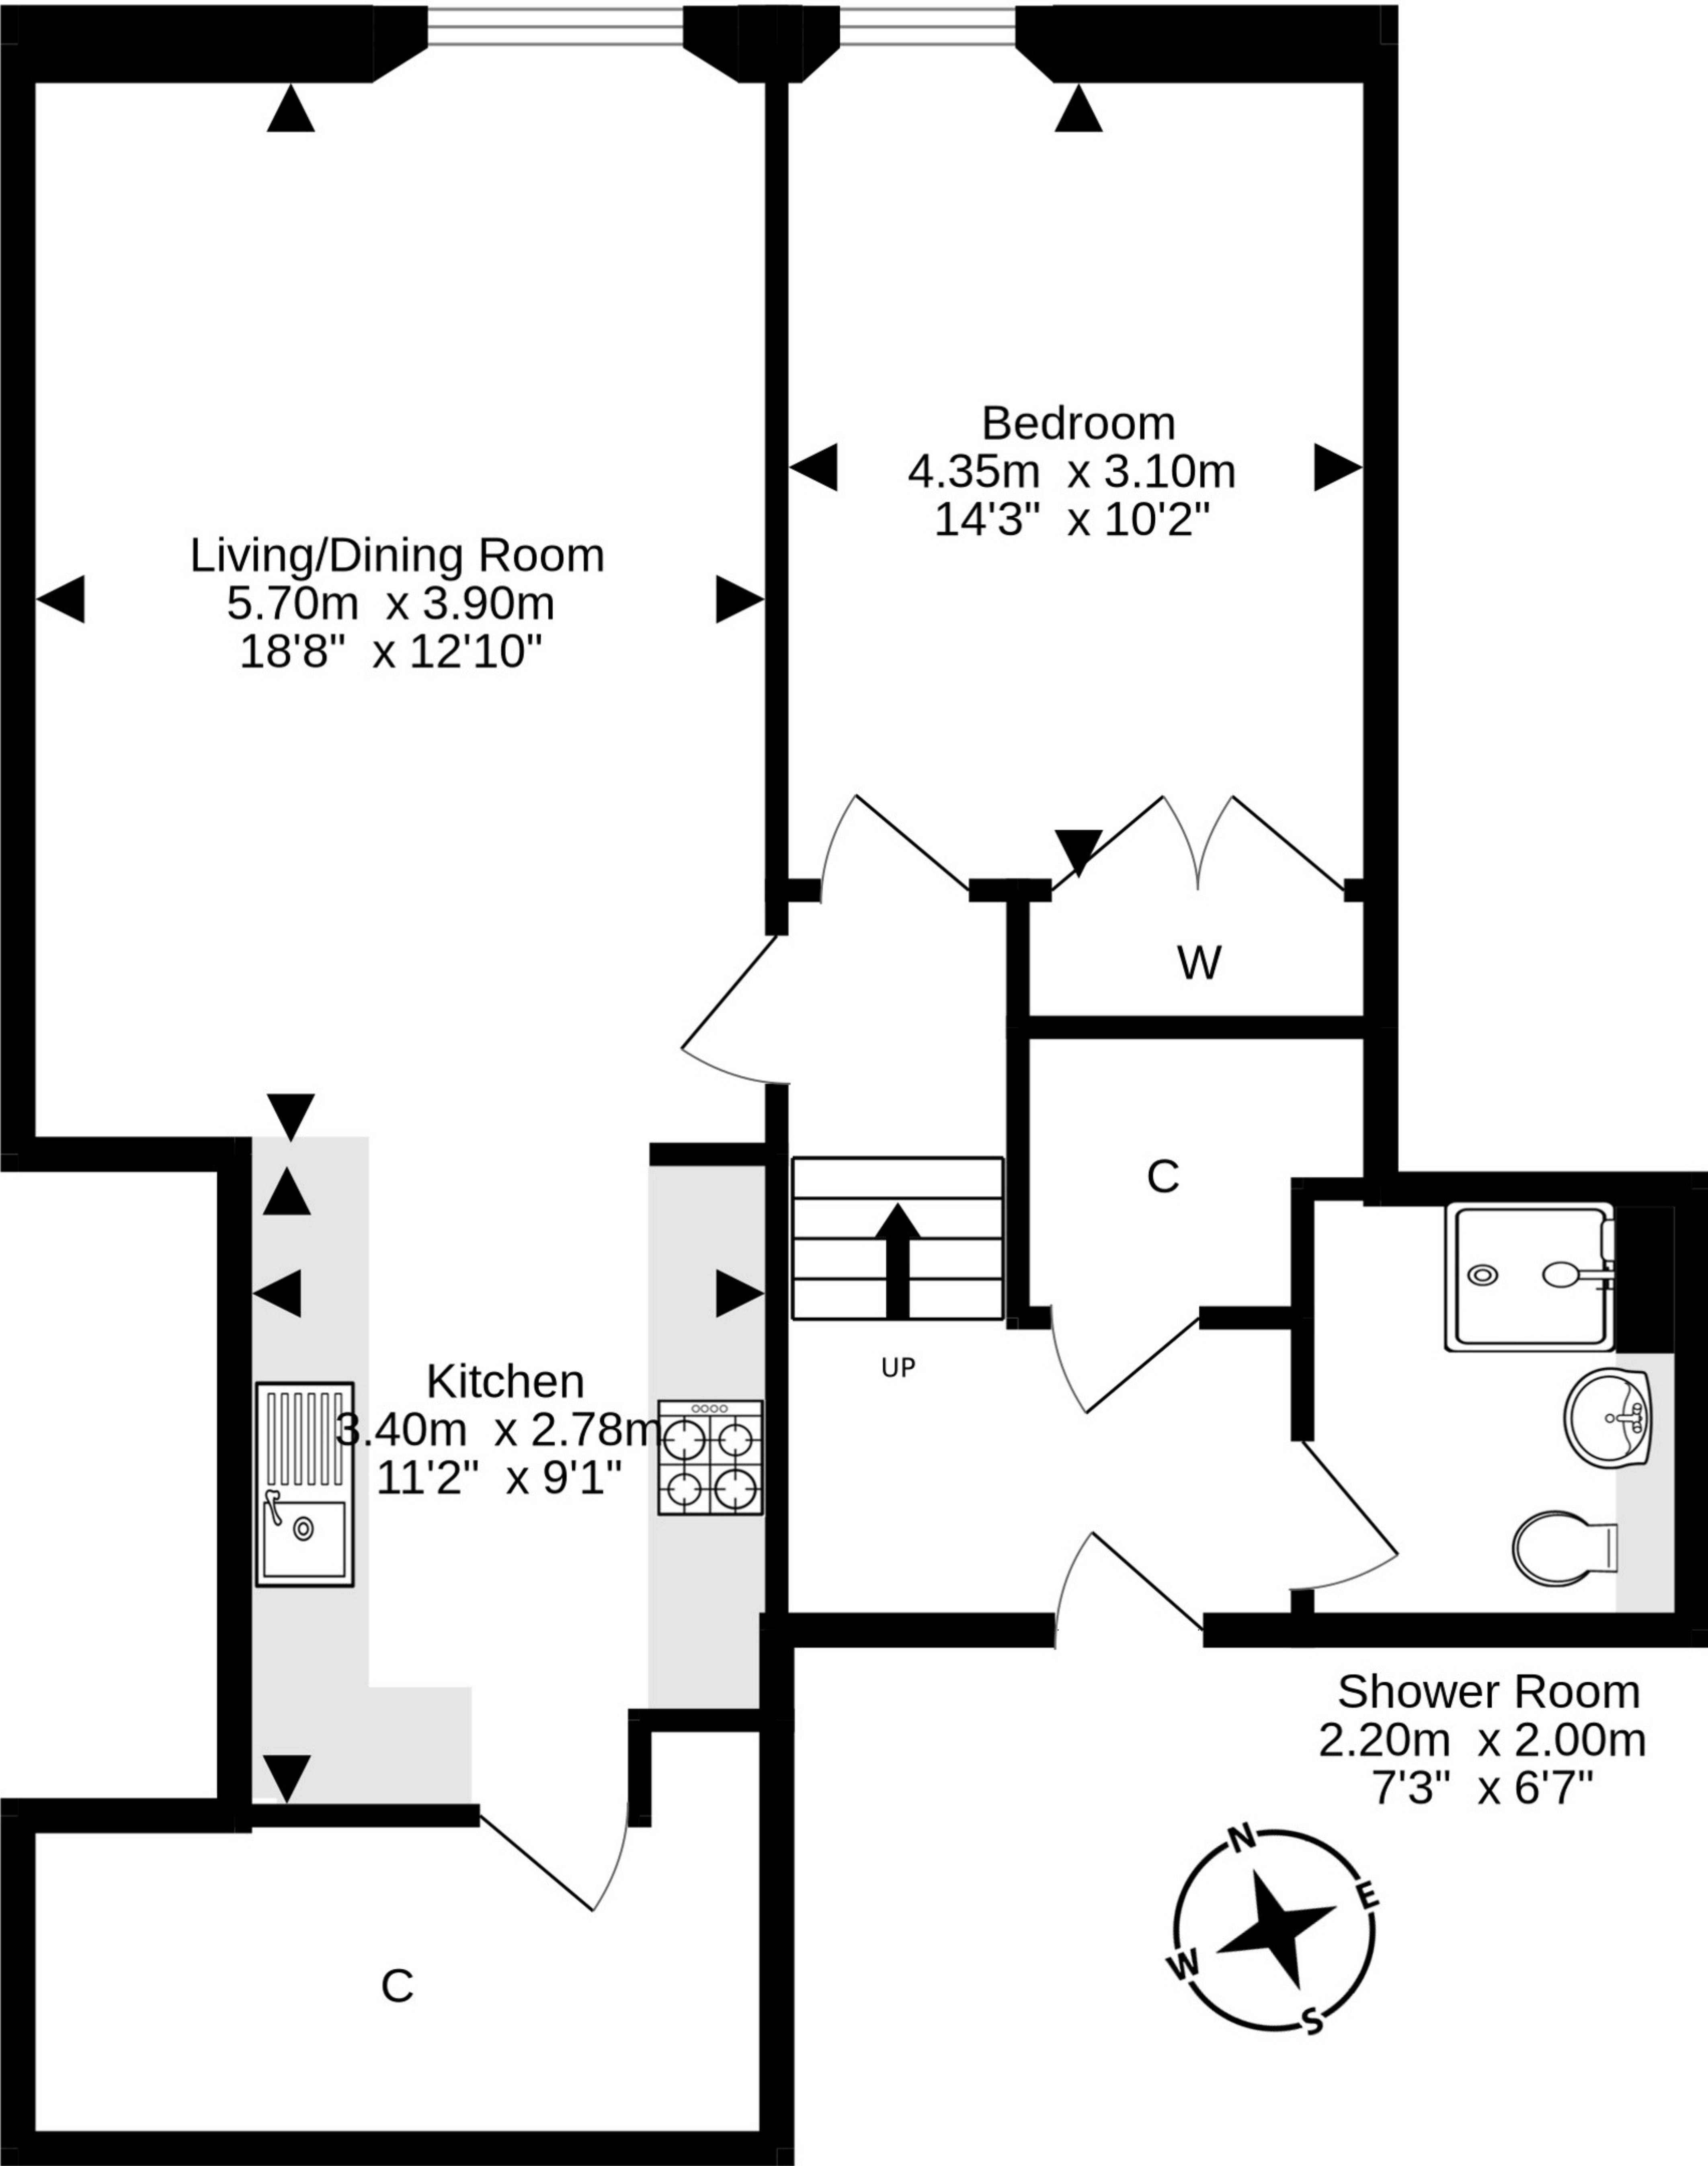 Bedroom
4.35m x 3.10m
14'3" x 10'2"
Living/Dining Room
5.70m x 3.90m
18'8" x 12'10"
W
C
UP
Kitchen
3.40m x 2.78m
11'2" x 9'1"
Shower Room
2.20m x 2.00m
7'3" x 6'7"
N
E
W
S
C